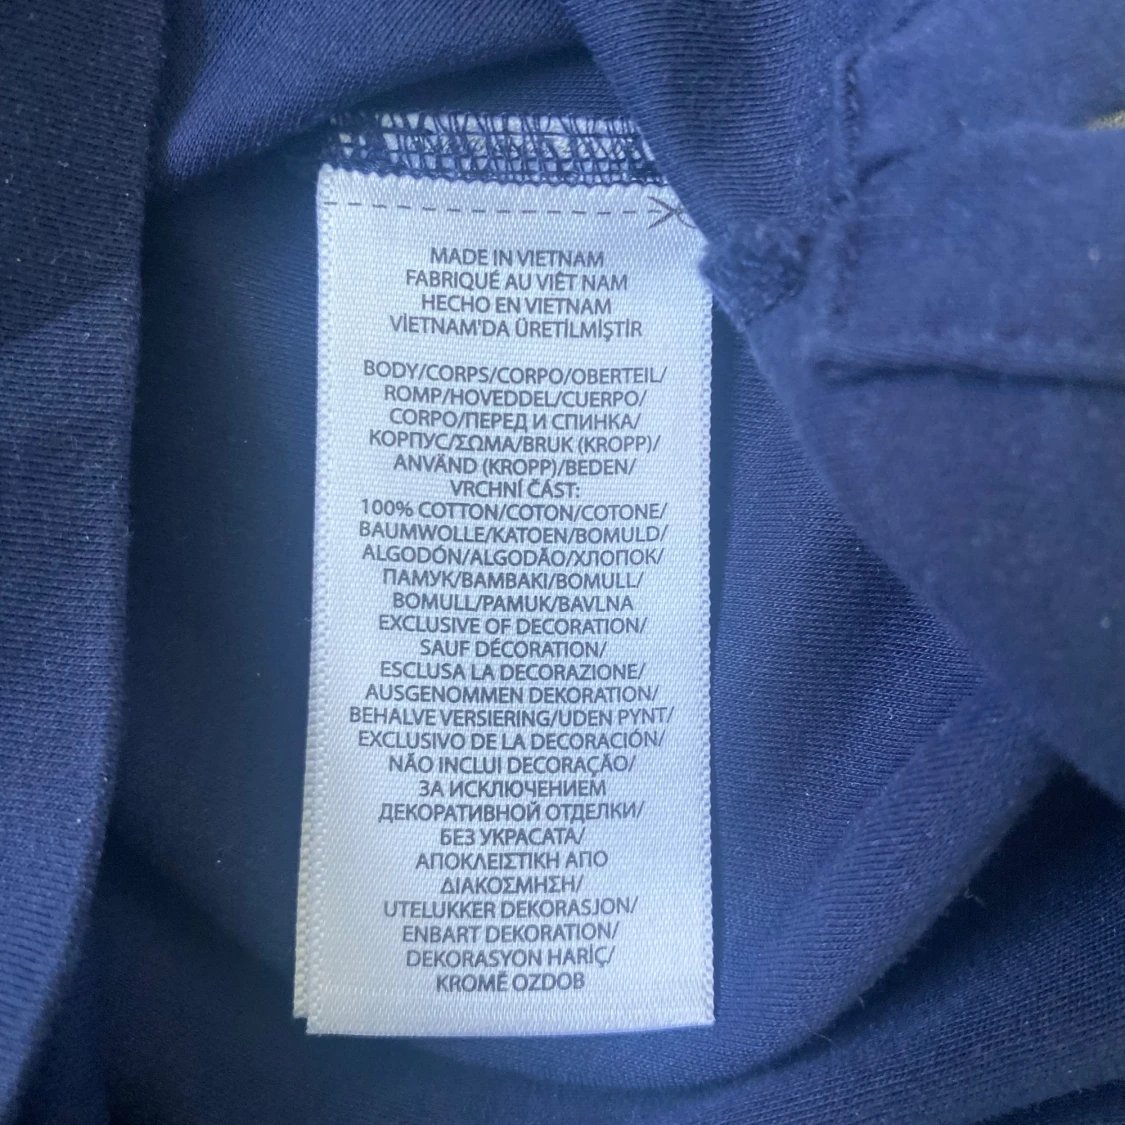 MADE IN VIETNAM
FABRIQUÉ AU VIÊT NAM
HECHO EN VIETNAM
VİETNAM'DA ÜRETİLMİŞTİR
BODY/CORPS/CORPO/OBERTEIL/
ROMP/HOVEDDEL/CUERPO/
CORPO/ПЕРЕД И СПИНКА/
КОРПУС/ΣΩΜΑ/BRUK (KROPP)/
ANVÄND (KROPP)/BEDEN/
VRCHNÍ ČÁST:
100% COTTON/COTON/COTONE/
BAUMWOLLE/KATOEN/BOMULD/
ALGODÓN/ALGODÃO/ХЛОПОК/
ПАМУК/ΒΑΜΒΑΚΙ/BOMULL/
BOMULL/PAMUK/BAVLNA
EXCLUSIVE OF DECORATION/
SAUF DÉCORATION/
ESCLUSA LA DECORAZIONE/
AUSGENOMMEN DEKORATION/
BEHALVE VERSIERING/UDEN PYNT/
EXCLUSIVO DE LA DECORACIÓN/
NÃO INCLUI DECORAÇÃO/
ЗА ИСКЛЮЧЕНИЕМ
ДЕКОРАТИВНОЙ ОТДЕЛКИ/
БЕЗ УКРАСАТА/
ΑΠΟΚΛΕΙΣΤΙΚΗ ΑΠΟ
ΔΙΑΚΟΣΜΗΣΗ/
UTELUKKER DEKORASJON/
ENBART DEKORATION/
DEKORASYON HARİÇ/
KROMĚ OZDOB